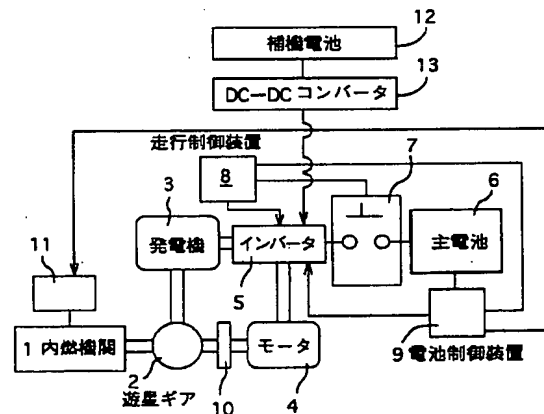 補機電池
12
DC-DC コンバータ
13
走行制御装置
8
7
6
3
発電機
インバータ
主電池
11
5
1 内燃機関
モータ
9 電池制御装置
2
遊星ギア
10
4